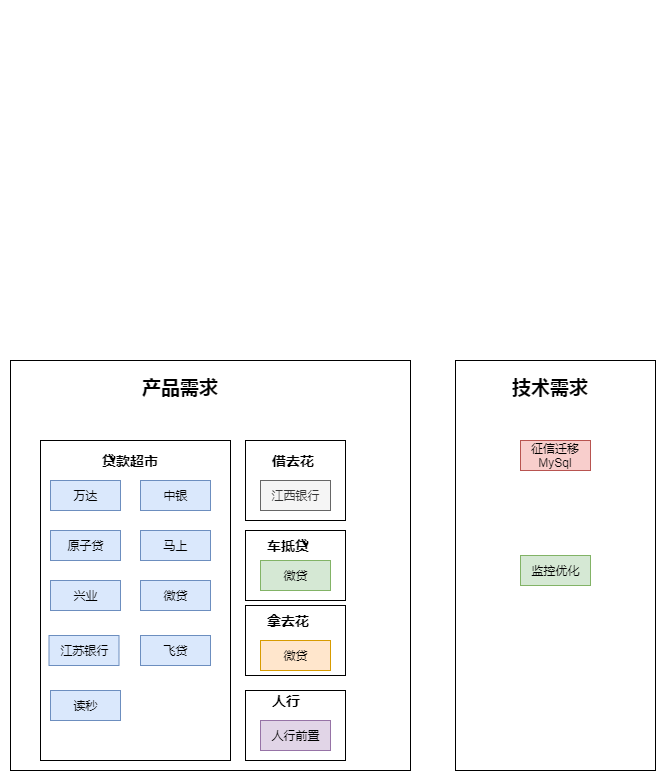 产品需求
贷款超市
万达
中银
原子贷
马上
兴业
微贷
江苏银行
飞贷
读秒
借去花
江西银行
车抵贷
微贷
拿去花
微贷
人行
人行前置
技术需求
征信迁移
MySql
监控优化